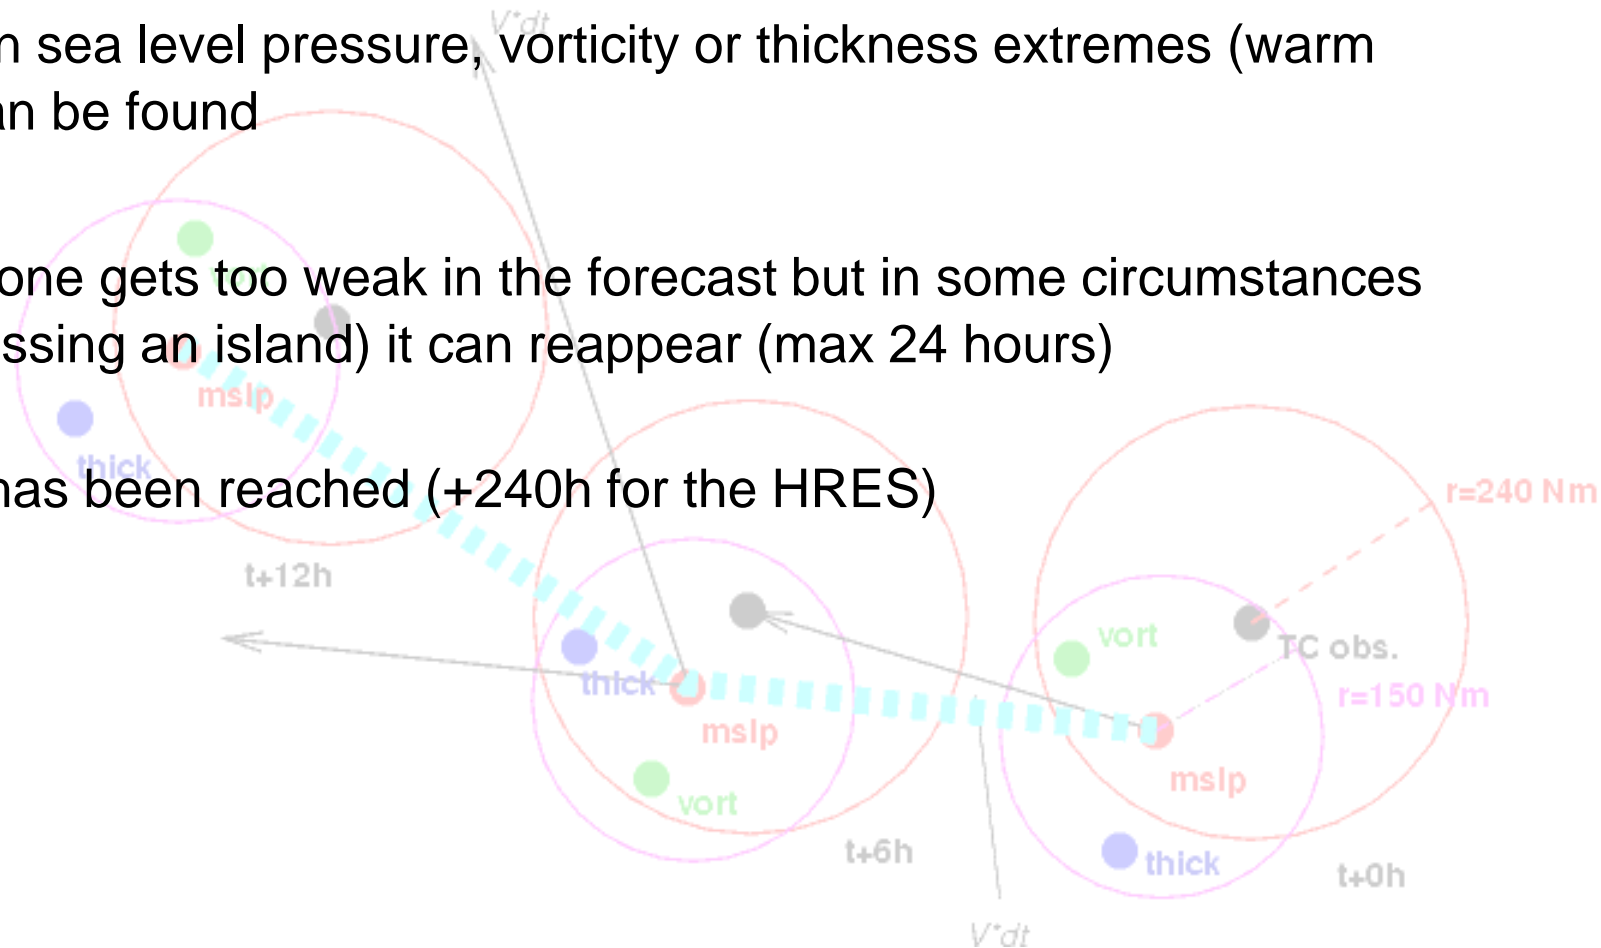 V*dt
n sea level pressure, vorticity or thickness extremes (warm
an be found
vort
one gets too weak in the forecast but in some circumstances
ssing an island) it can reappear (max 24 hours)
mslp
thick
has been reached (+240h for the HRES)
r=240 Nm
t+12h
vort
TC obs.
thick
r=150 Nm
mslp
mslp
vort
t+6h
thick
t+0h
V*dt